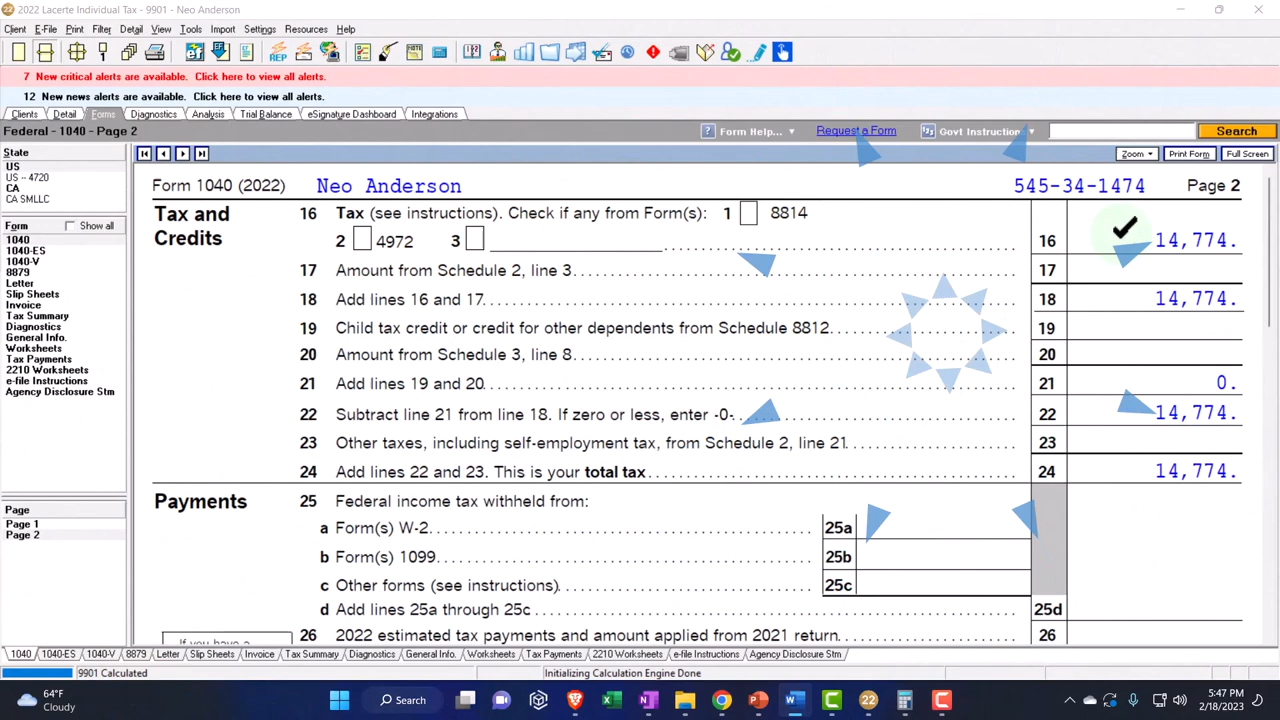 2022 Lacerte Individual Tax - 9901 - Neo Anderson
Client E-File Print Filter Detail View Tools Import Settings Resources Help
7 New critical alerts are available. Click here to view all alerts.
12 New news alerts are available. Click here to view all alerts.
Clients Detail Forms Diagnostics Analysis Trial Balance eSignature Dashboard Integrations
Federal - 1040 - Page 2
? Form Help... Request a Form Govt Instruction Search
State
US
US -- 4720
CA
CA SMLLC
Form Show all
1040
1040-ES
1040-V
8879
Letter
Slip Sheets
Invoice
Tax Summary
Diagnostics
General Info.
Worksheets
Tax Payments
2210 Worksheets
e-file Instructions
Agency Disclosure Stm
Page
Page 1
Page 2
Zoom Print Form Full Screen
Form 1040 (2022) Neo Anderson 545-34-1474 Page 2
Tax and Credits
16 Tax (see instructions). Check if any from Form(s): 1 8814
2 4972 3 16 14,774.
17 Amount from Schedule 2, line 3 17
18 Add lines 16 and 17 18 14,774.
19 Child tax credit or credit for other dependents from Schedule 8812 19
20 Amount from Schedule 3, line 8 20
21 Add lines 19 and 20 21 0.
22 Subtract line 21 from line 18. If zero or less, enter -0- 22 14,774.
23 Other taxes, including self-employment tax, from Schedule 2, line 21 23
24 Add lines 22 and 23. This is your total tax 24 14,774.
Payments 25 Federal income tax withheld from:
a Form(s) W-2 25a
b Form(s) 1099 25b
c Other forms (see instructions) 25c
d Add lines 25a through 25c 25d
26 2022 estimated tax payments and amount applied from 2021 return 26
If you have a
1040 1040-ES 1040-V 8879 Letter Slip Sheets Invoice Tax Summary Diagnostics General Info. Worksheets Tax Payments 2210 Worksheets e-file Instructions Agency Disclosure Stm
9901 Calculated Initializing Calculation Engine Done
64°F
Cloudy
Search
5:47 PM
2/18/2023